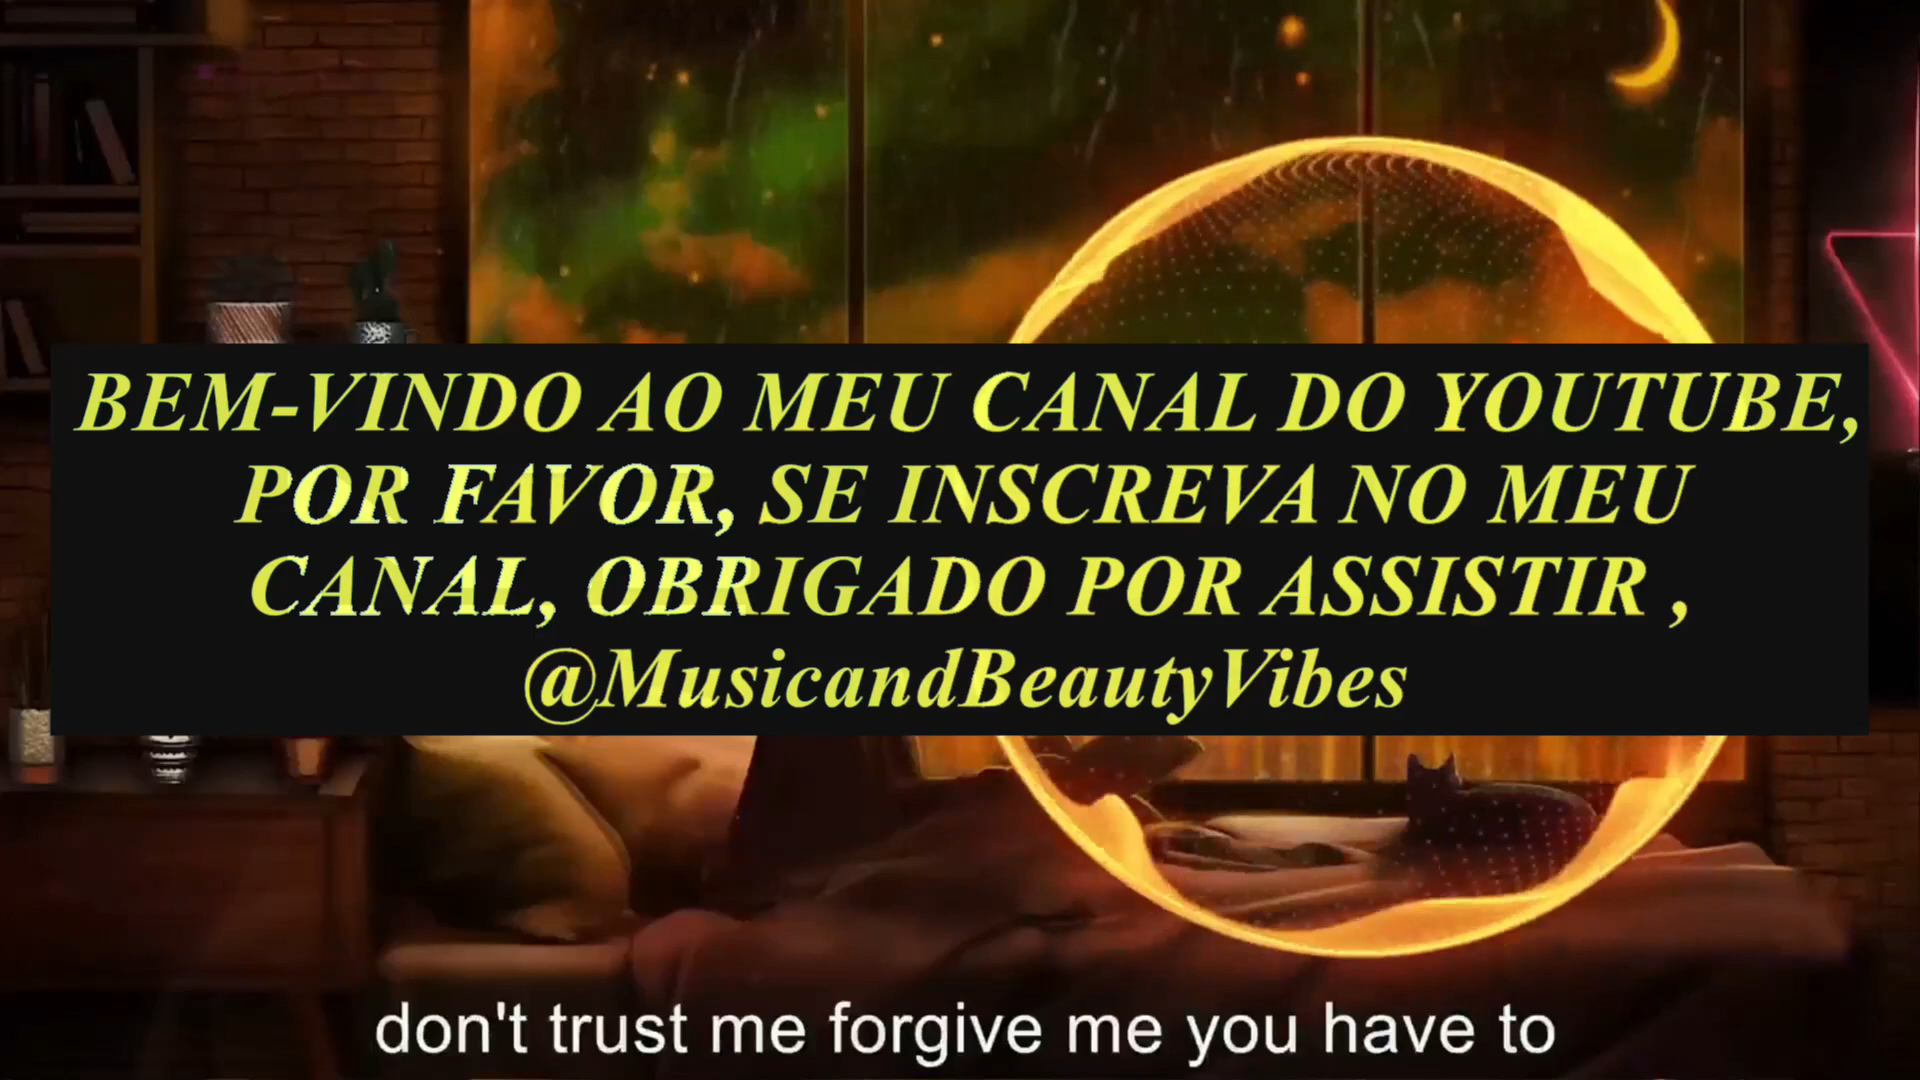 BEM-VINDO AO MEU CANAL DO YOUTUBE,
POR FAVOR, SE INSCREVA NO MEU
CANAL, OBRIGADO POR ASSISTIR ,
@MusicandBeautyVibes
don't trust me forgive me you have to